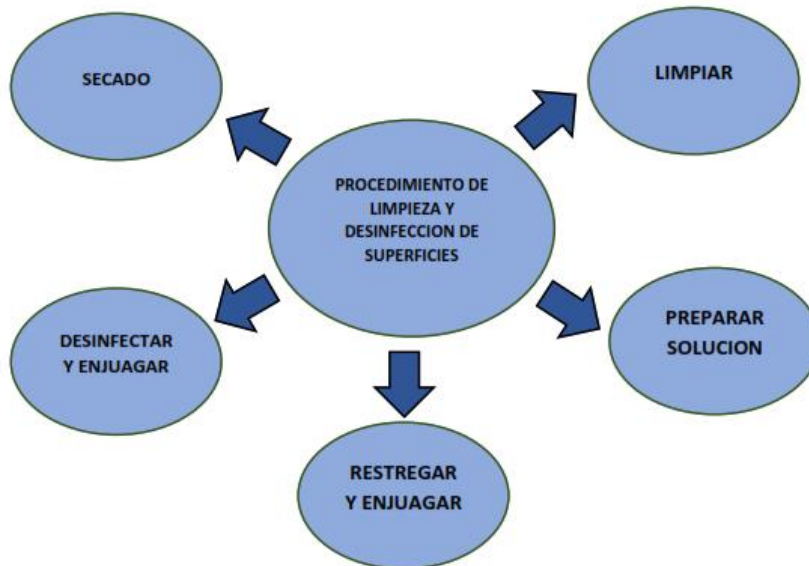 SECADO
LIMPIAR
PROCEDIMIENTO DE
LIMPIEZA Y
DESINFECCION DE
SUPERFICIES
DESINFECTAR
Y ENJUAGAR
PREPARAR
SOLUCION
RESTREGAR
Y ENJUAGAR